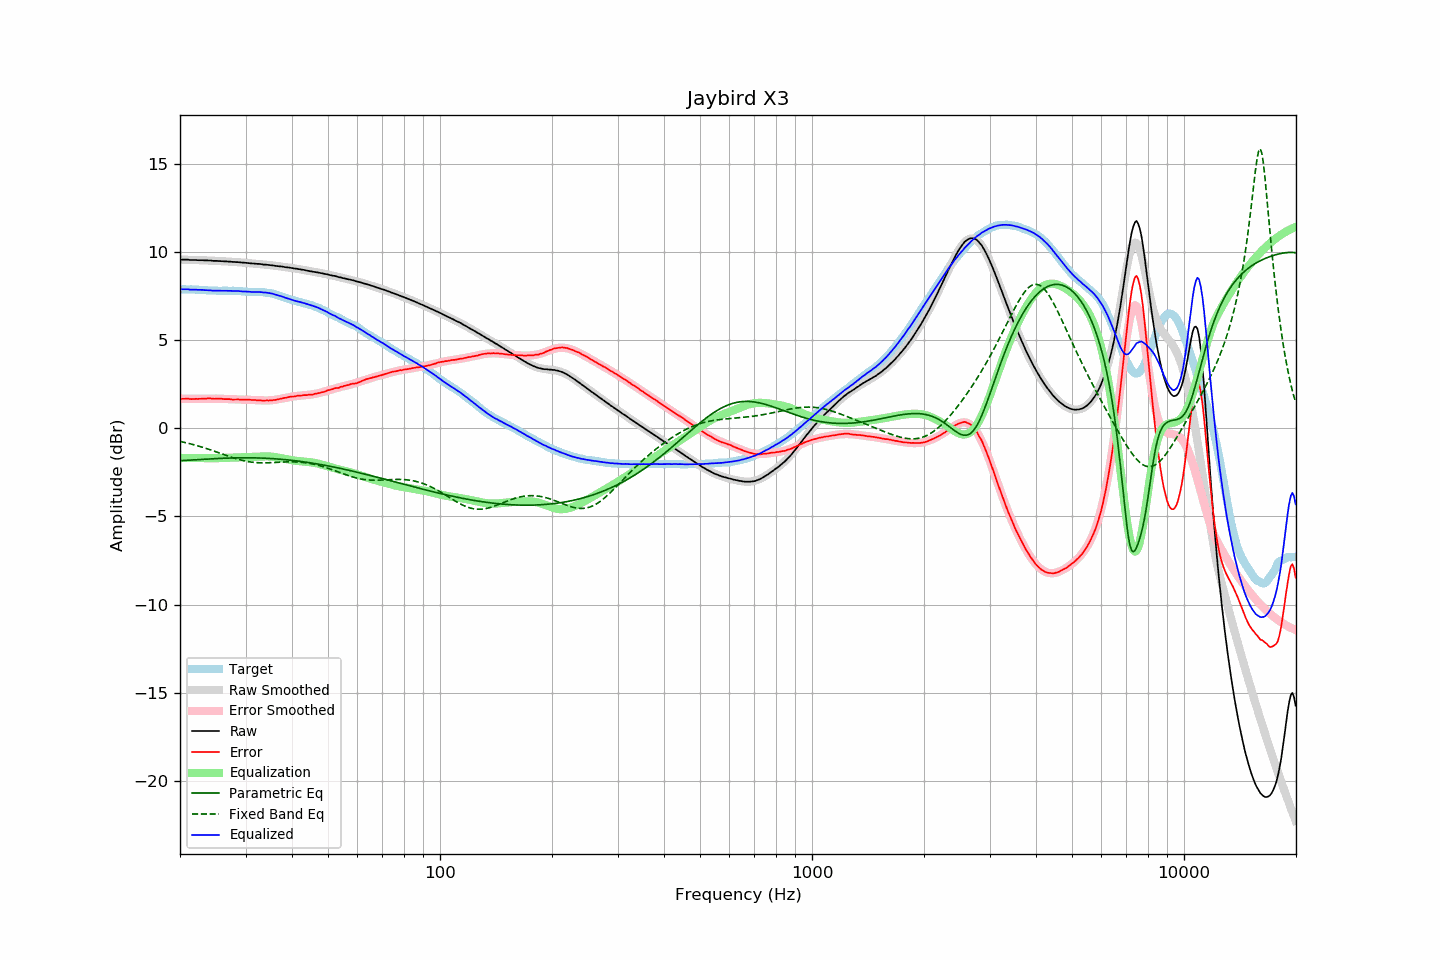 Jaybird X3
15
10
5
0
−5
−10
−15
−20
Amplitude (dBr)
Target
Raw Smoothed
Error Smoothed
Raw
Error
Equalization
Parametric Eq
Fixed Band Eq
Equalized
100
1000
10000
Frequency (Hz)